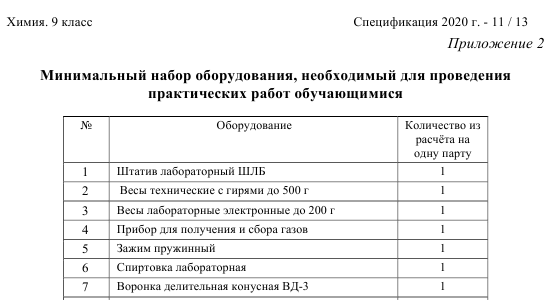 Химия. 9 класс Спецификация 2020 г. - 11 / 13
Приложение 2
Минимальный набор оборудования, необходимый для проведения
практических работ обучающимися
№ Оборудование Количество из
расчёта на
одну парту
1 Штатив лабораторный ШЛБ 1
2 Весы технические с гирями до 500 г 1
3 Весы лабораторные электронные до 200 г 1
4 Прибор для получения и сбора газов 1
5 Зажим пружинный 1
6 Спиртовка лабораторная 1
7 Воронка делительная конусная ВД-3 1